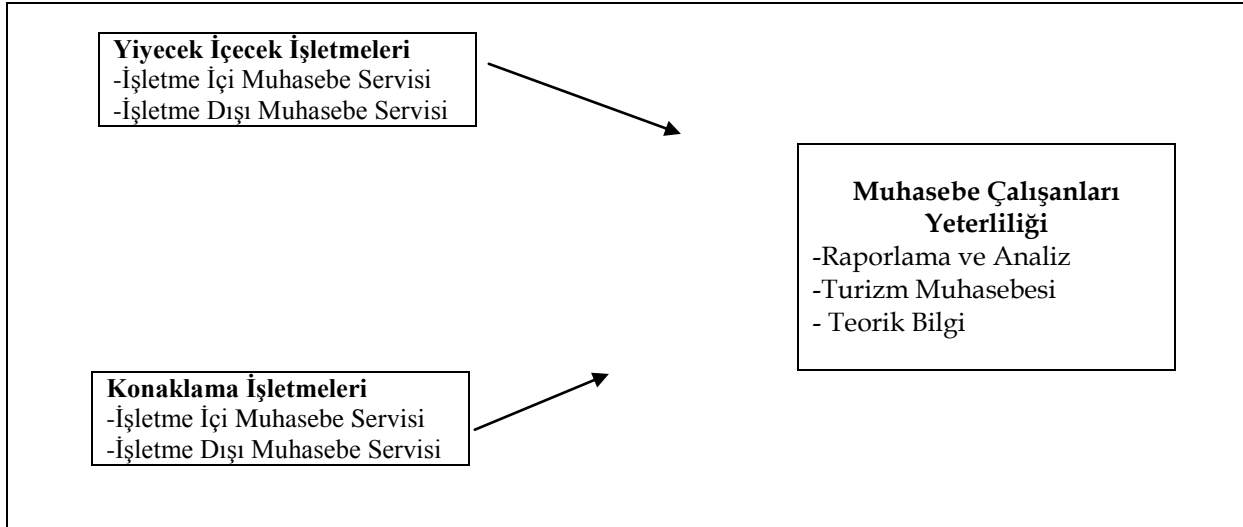 Yiyecek İçecek İşletmeleri
-İşletme İçi Muhasebe Servisi
-İşletme Dışı Muhasebe Servisi
Muhasebe Çalışanları
Yeterliliği
-Raporlama ve Analiz
-Turizm Muhasebesi
- Teorik Bilgi
Konaklama İşletmeleri
-İşletme İçi Muhasebe Servisi
-İşletme Dışı Muhasebe Servisi